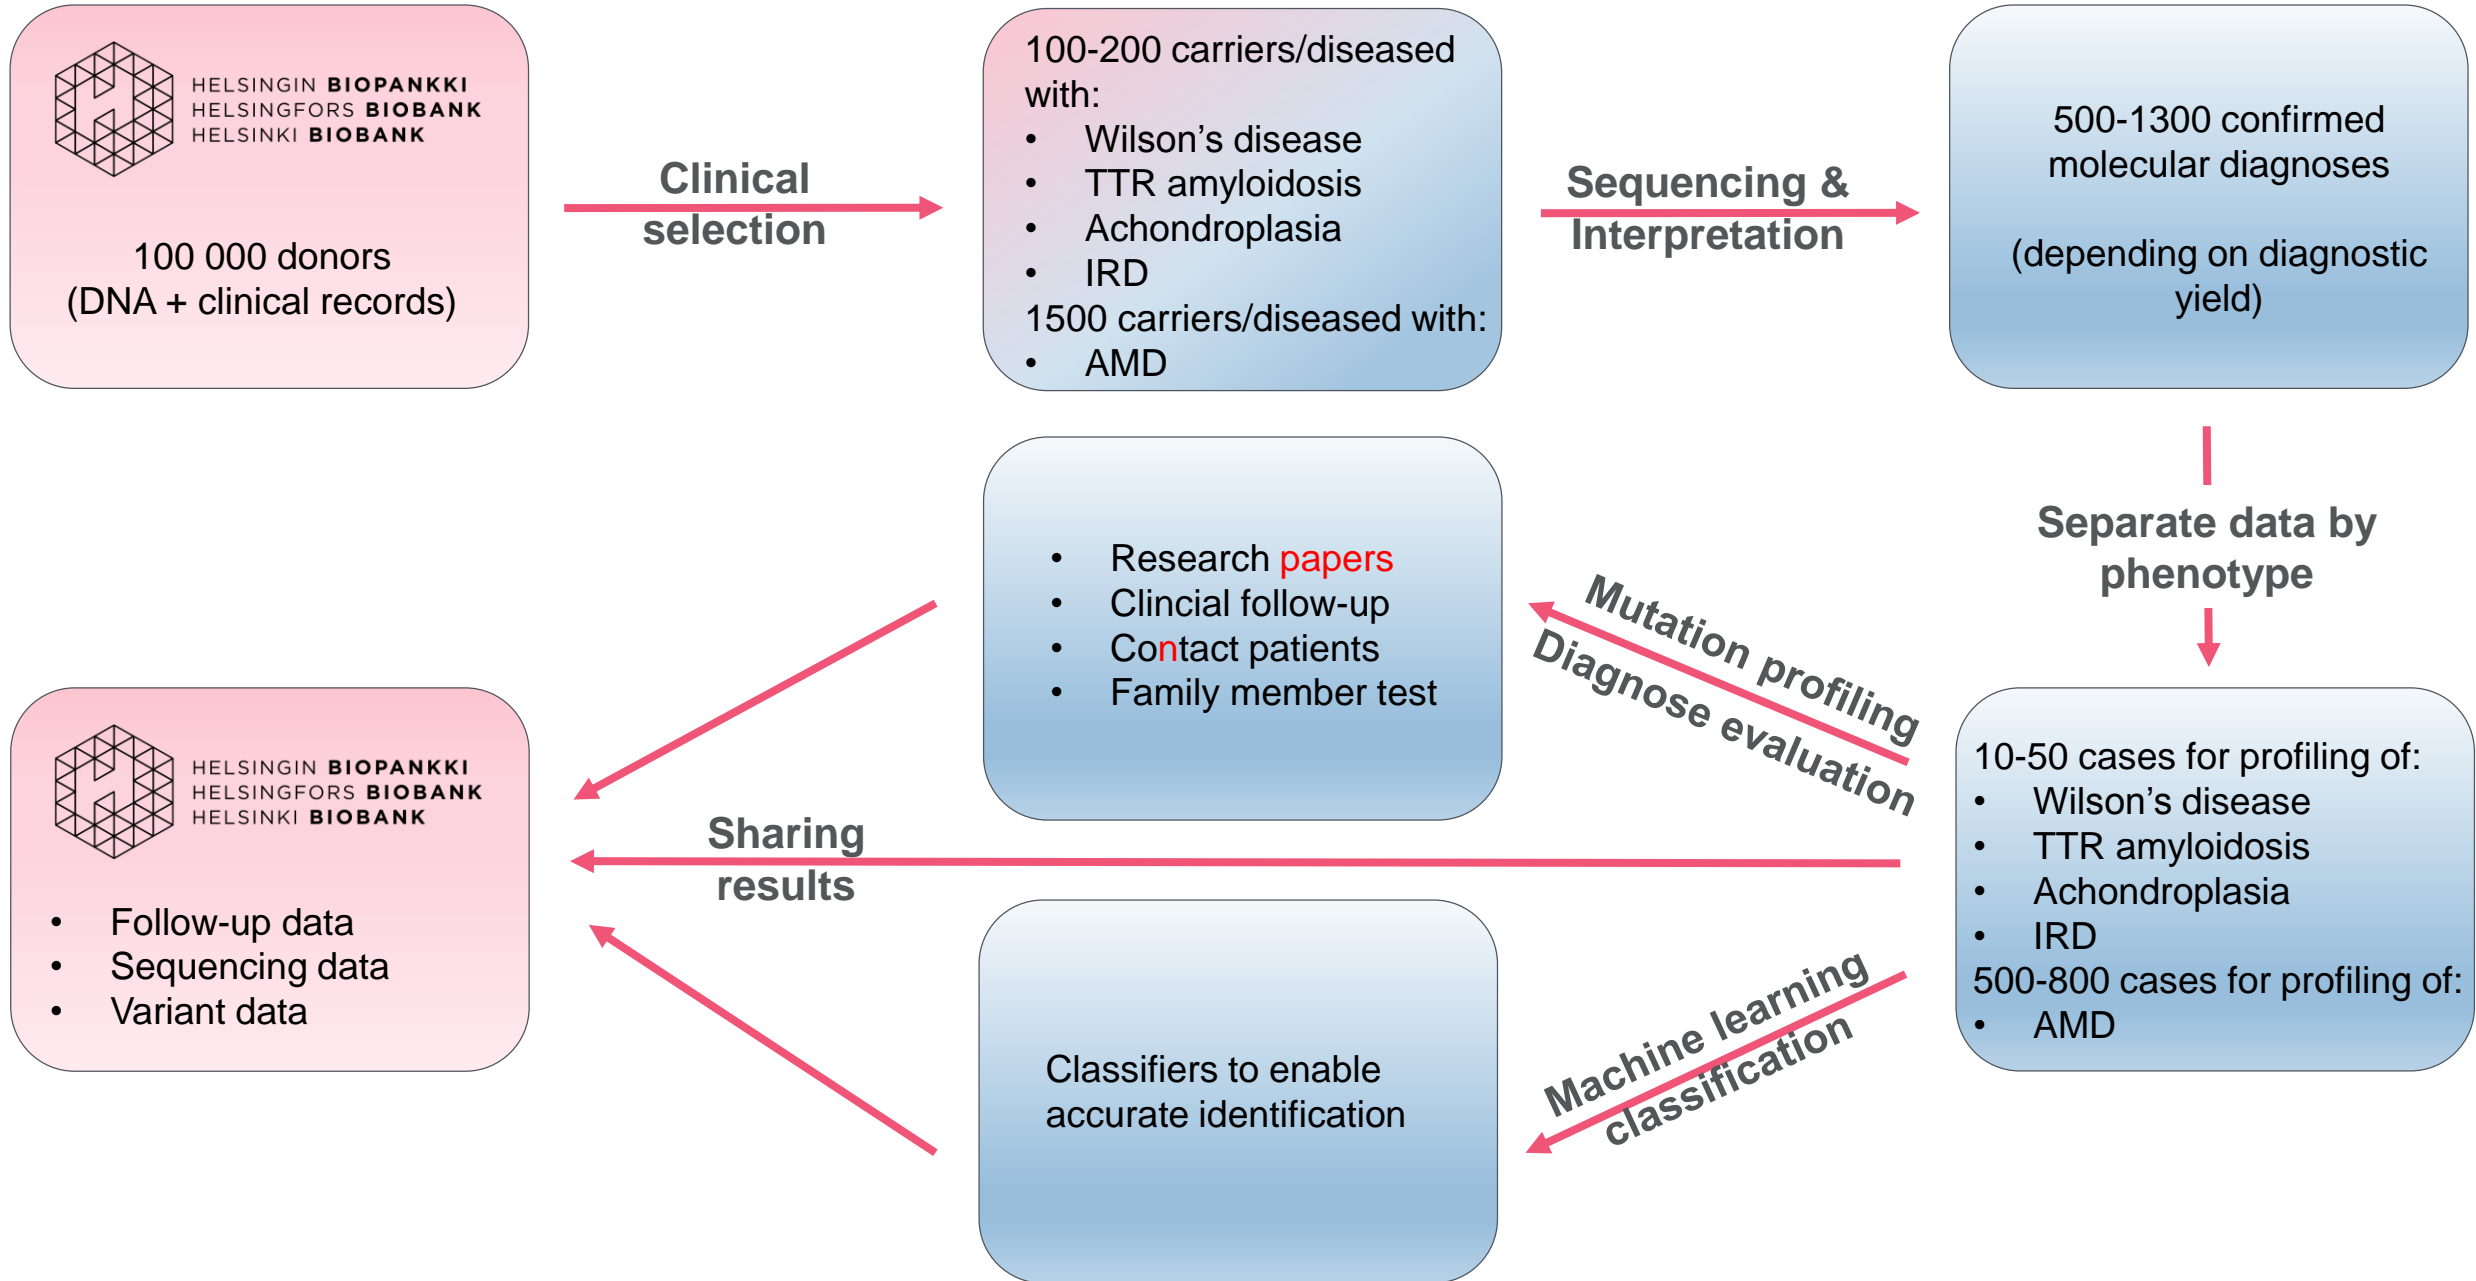 HELSINGIN BIOPANKKI
HELSINGFORS BIOBANK
HELSINKI BIOBANK
100 000 donors
(DNA + clinical records)
Clinical
selection
100-200 carriers/diseased
with:
• Wilson’s disease
• TTR amyloidosis
• Achondroplasia
• IRD
1500 carriers/diseased with:
• AMD
Sequencing &
Interpretation
500-1300 confirmed
molecular diagnoses
(depending on diagnostic
yield)
Separate data by
phenotype
10-50 cases for profiling of:
• Wilson’s disease
• TTR amyloidosis
• Achondroplasia
• IRD
500-800 cases for profiling of:
• AMD
Mutation profiling
Diagnose evaluation
• Research papers
• Clincial follow-up
• Contact patients
• Family member test
Machine learning
classification
Classifiers to enable
accurate identification
Sharing
results
HELSINGIN BIOPANKKI
HELSINGFORS BIOBANK
HELSINKI BIOBANK
• Follow-up data
• Sequencing data
• Variant data